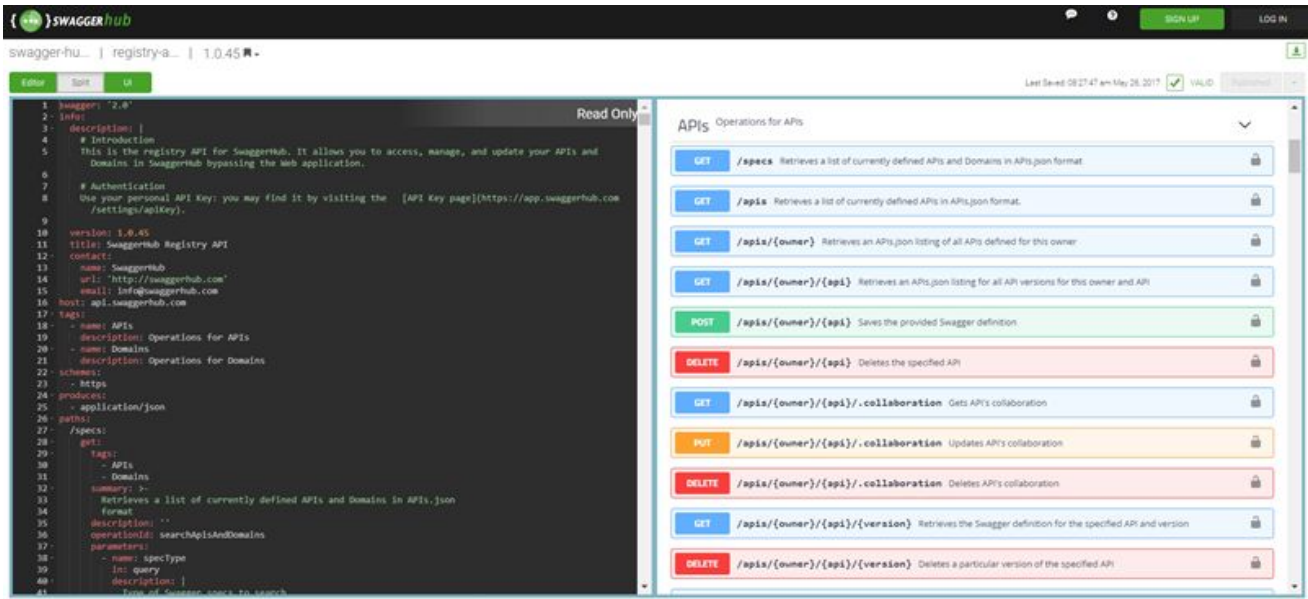 {...} SWAGGERhub
SIGN UP
LOG IN
swagger-hu... | registry-a... | 1.0.45
Editor Split UI
Last Saved: 08:27:47 am May 26, 2017 VALID Published
1 swagger: '2.0'
2 info:
3 description: |
4 # Introduction
5 This is the registry API for SwaggerHub. It allows you to access, manage, and update your APIs and
Domains in SwaggerHub bypassing the Web application.
6
7 # Authentication
8 Use your personal API Key: you may find it by visiting the [API Key page](https://app.swaggerhub.com
/settings/apiKey).
9
10 version: 1.0.45
11 title: SwaggerHub Registry API
12 contact:
13 name: SwaggerHub
14 url: 'http://swaggerhub.com'
15 email: info@swaggerhub.com
16 host: api.swaggerhub.com
17 tags:
18 - name: APIs
19 description: Operations for APIs
20 - name: Domains
21 description: Operations for Domains
22 schemes:
23 - https
24 produces:
25 - application/json
26 paths:
27 /specs:
28 get:
29 tags:
30 - APIs
31 - Domains
32 summary: >-
33 Retrieves a list of currently defined APIs and Domains in APIs.json
34 format
35 description: ''
36 operationId: searchApisAndDomains
37 parameters:
38 - name: specType
39 in: query
40 description: |
41 Type of Swagger specs to search
Read Only
APIs Operations for APIs
GET /specs Retrieves a list of currently defined APIs and Domains in APIs.json format
GET /apis Retrieves a list of currently defined APIs in APIs.json format.
GET /apis/{owner} Retrieves an APIs.json listing of all APIs defined for this owner
GET /apis/{owner}/{api} Retrieves an APIs.json listing for all API versions for this owner and API
POST /apis/{owner}/{api} Saves the provided Swagger definition
DELETE /apis/{owner}/{api} Deletes the specified API
GET /apis/{owner}/{api}/.collaboration Gets API's collaboration
PUT /apis/{owner}/{api}/.collaboration Updates API's collaboration
DELETE /apis/{owner}/{api}/.collaboration Deletes API's collaboration
GET /apis/{owner}/{api}/{version} Retrieves the Swagger definition for the specified API and version
DELETE /apis/{owner}/{api}/{version} Deletes a particular version of the specified API